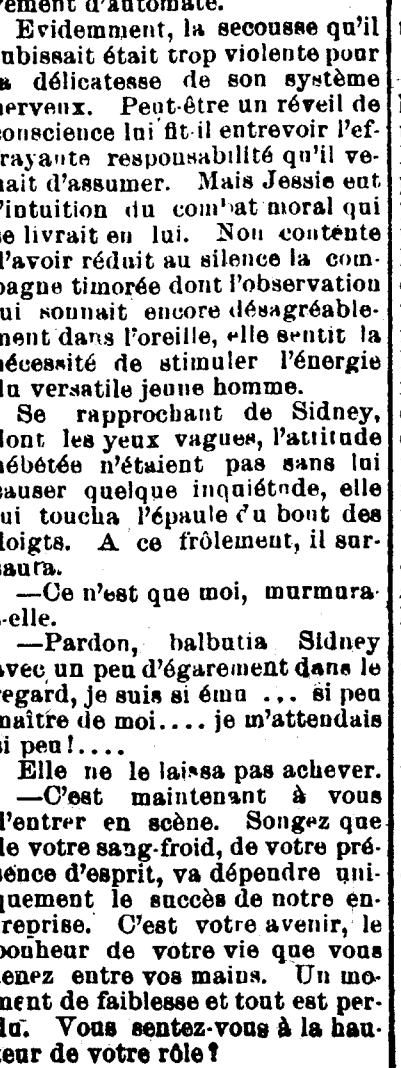 vement d'automate.
Evidemment, la secousse qu'il
subissait était trop violente pour
la délicatesse de son système
nerveux. Peut-être un réveil de
conscience lui fit-il entrevoir l'ef-
frayante responsabilité qu'il ve-
nait d'assumer. Mais Jessie eut
l'intuition du combat moral qui
se livrait en lui. Non contente
d'avoir réduit au silence la com-
pagne timorée dont l'observation
lui sonnait encore désagréable-
ment dans l'oreille, elle sentit la
nécessité de stimuler l'énergie
du versatile jeune homme.
Se rapprochant de Sidney,
dont les yeux vagues, l'attitude
hébétée n'étaient pas sans lui
causer quelque inquiétude, elle
lui toucha l'épaule du bout des
doigts. A ce frôlement, il sur-
sauta.
—Ce n'est que moi, murmura-
t-elle.
—Pardon, balbutia Sidney
avec un peu d'égarement dans le
regard, je suis si ému ... si peu
maître de moi.... je m'attendais
si peu !....
Elle ne le laissa pas achever.
—C'est maintenant à vous
d'entrer en scène. Songez que
de votre sang-froid, de votre pré-
sence d'esprit, va dépendre uni-
quement le succès de notre en-
treprise. C'est votre avenir, le
bonheur de votre vie que vous
tenez entre vos mains. Un mo-
ment de faiblesse et tout est per-
du. Vous sentez-vous à la hau-
teur de votre rôle ?